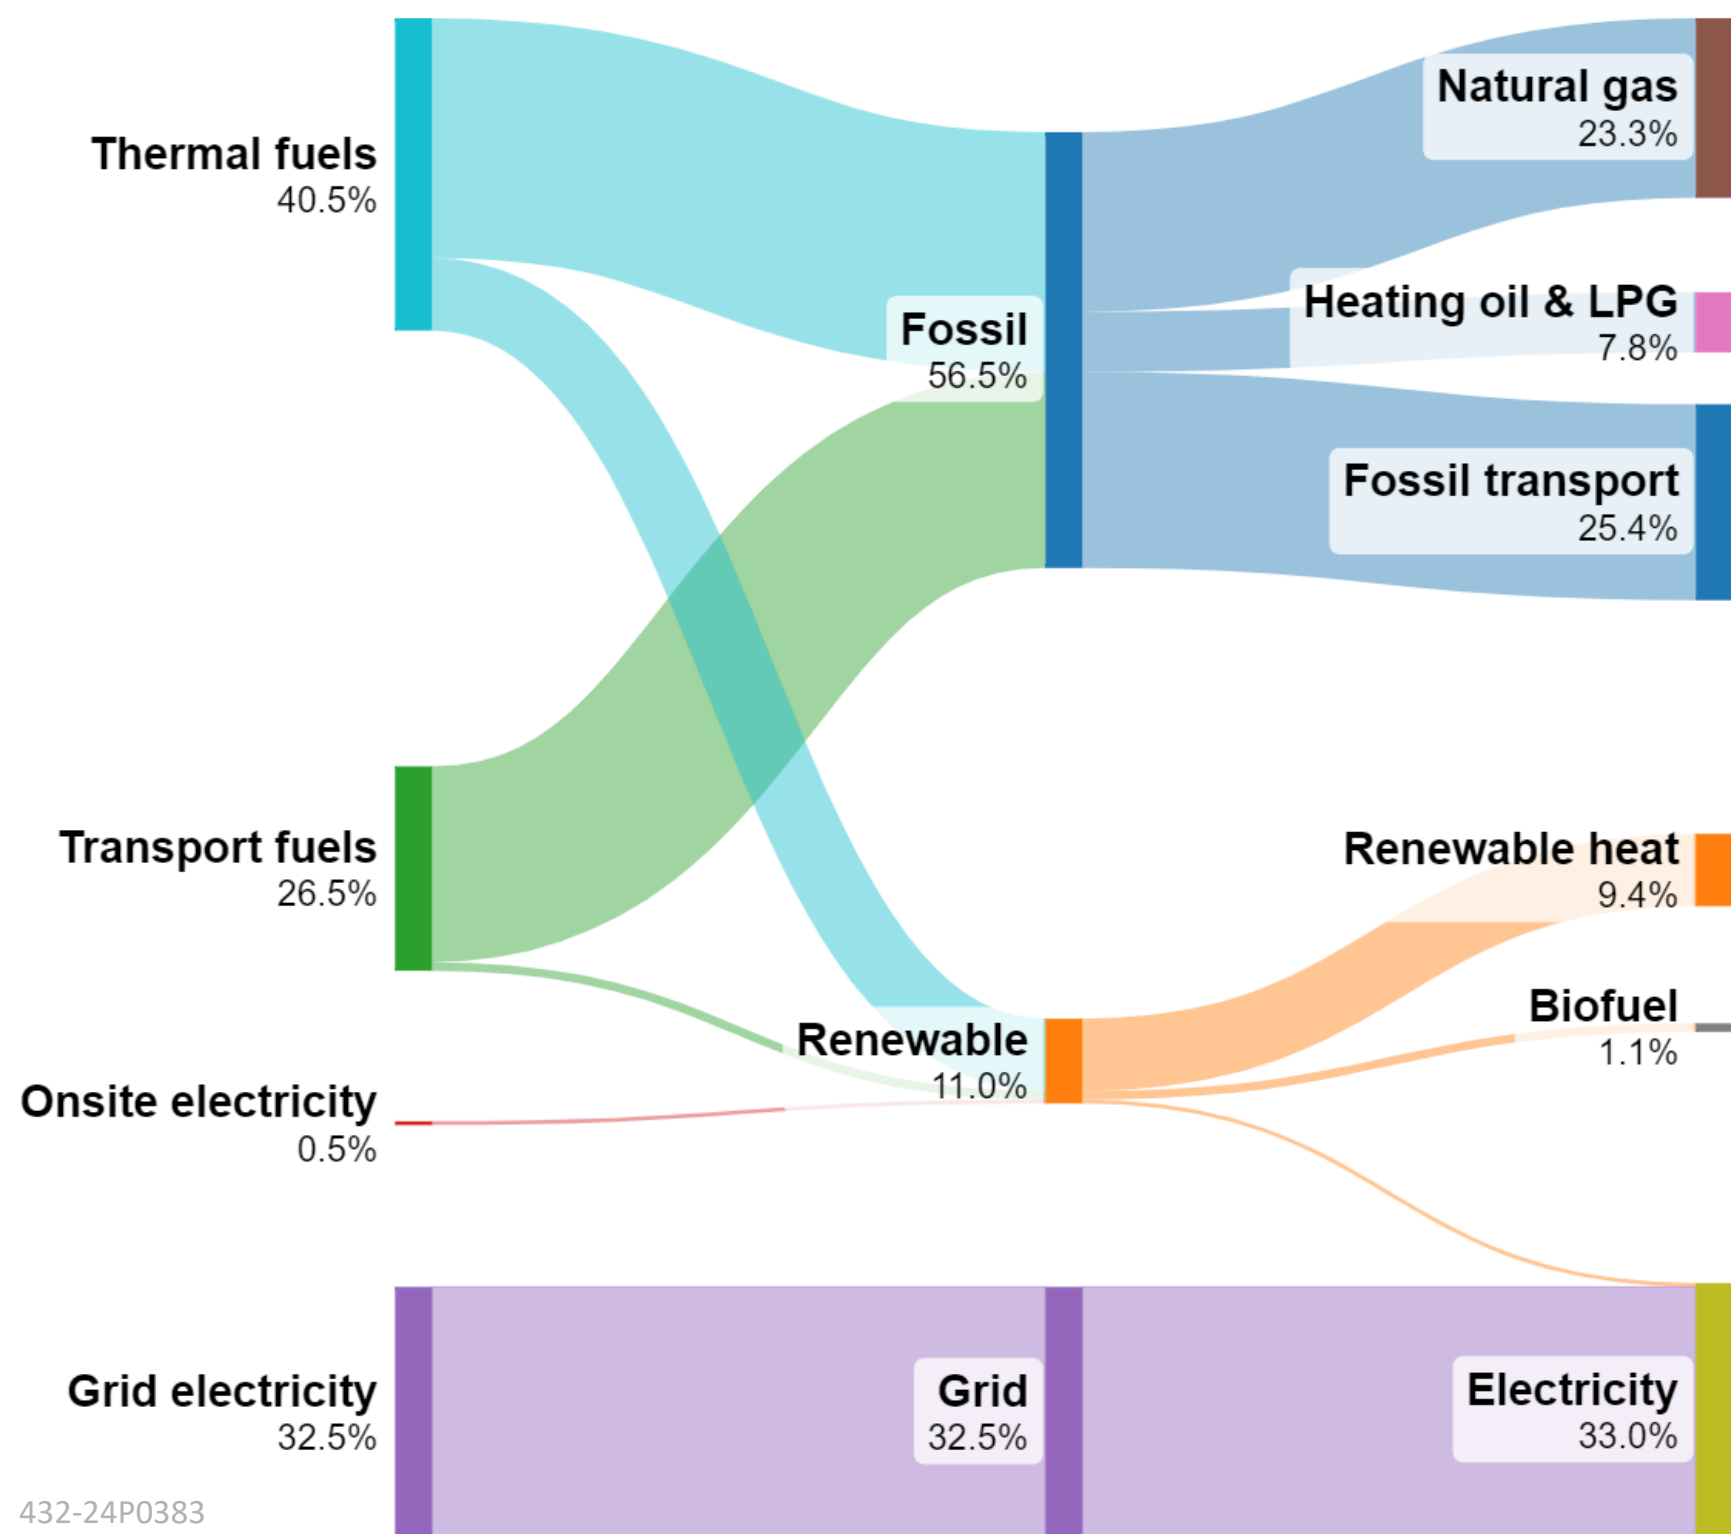 Thermal fuels
40.5%
Transport fuels
26.5%
Onsite electricity
0.5%
Grid electricity
32.5%
Fossil
56.5%
Renewable
11.0%
Grid
32.5%
Natural gas
23.3%
Heating oil & LPG
7.8%
Fossil transport
25.4%
Renewable heat
9.4%
Biofuel
1.1%
Electricity
33.0%
432-24P0383